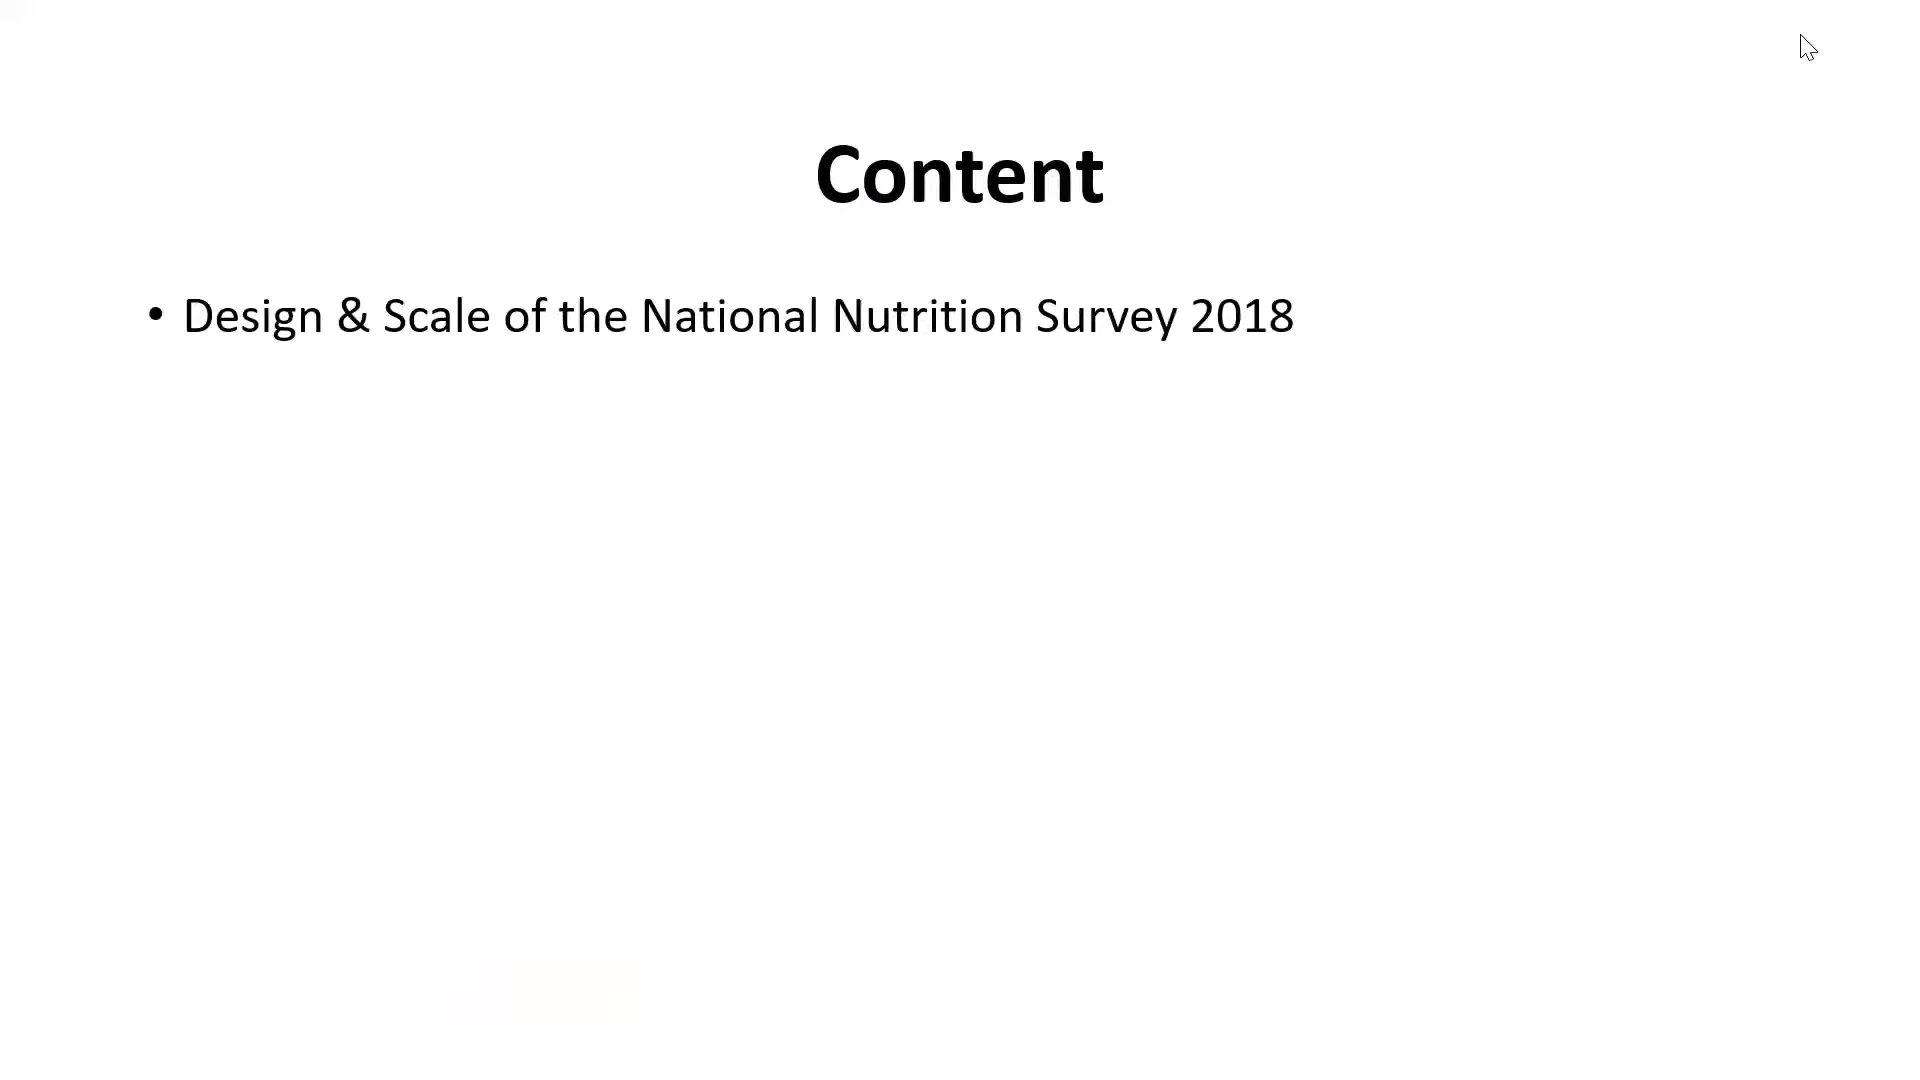 Content
• Design & Scale of the National Nutrition Survey 2018